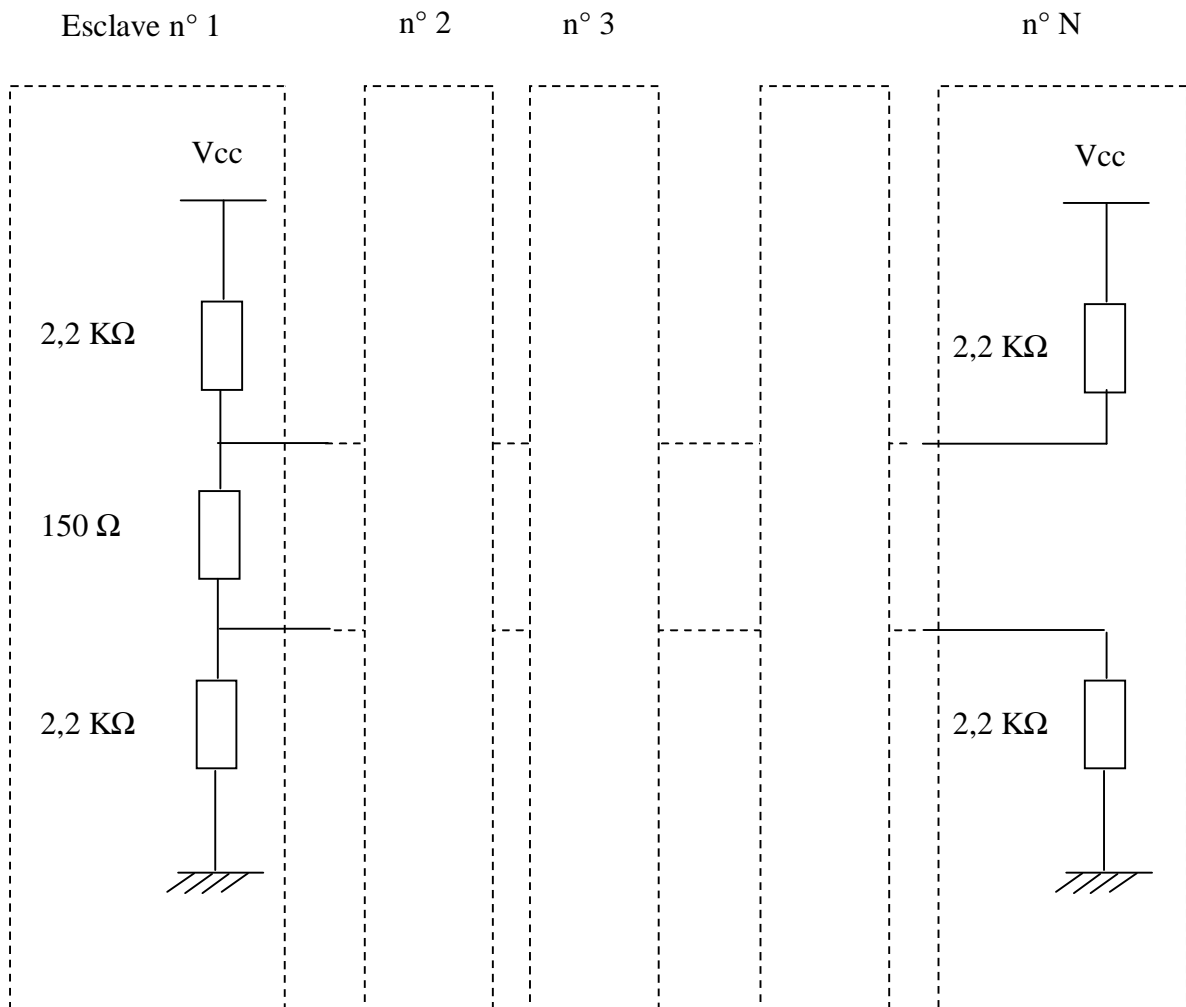 Esclave n° 1
n° 2
n° 3
n° N
Vcc
Vcc
2,2 KΩ
2,2 KΩ
150 Ω
2,2 KΩ
2,2 KΩ